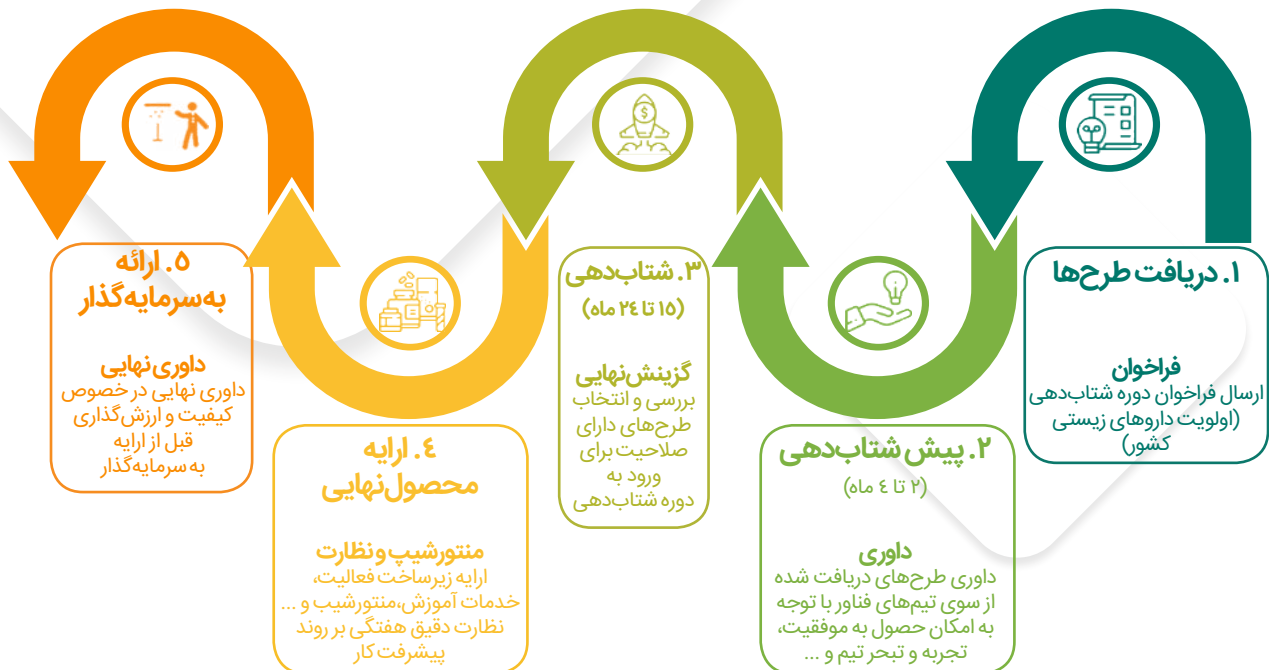 ۱. دریافت طرح‌ها
فراخوان
ارسال فراخوان دوره شتاب‌دهی
(اولویت داروهای زیستی
کشور)
۲. پیش شتاب‌دهی
(۲ تا ٤ ماه)
داوری
داوری طرح‌های دریافت شده
از سوی تیم‌های فناور با توجه
به امکان حصول به موفقیت،
تجربه و تبحر تیم و ...
۳. شتاب‌دهی
(۱٥ تا ۲٤ ماه)
گزینش‌نهایی
بررسی و انتخاب
طرح‌های دارای
صلاحیت برای
ورود به
دوره شتاب‌دهی
٤. ارایه
محصول‌نهایی
منتورشیپ و نظارت
ارایه زیرساخت فعالیت،
خدمات آموزش،منتورشیب و ...
نظارت دقیق هفتگی بر روند
پیشرفت کار
٥. ارائه
به‌سرمایه‌گذار
داوری‌نهایی
داوری نهایی در خصوص
کیفیت و ارزش‌گذاری
قبل از ارایه
به سرمایه‌گذار
$